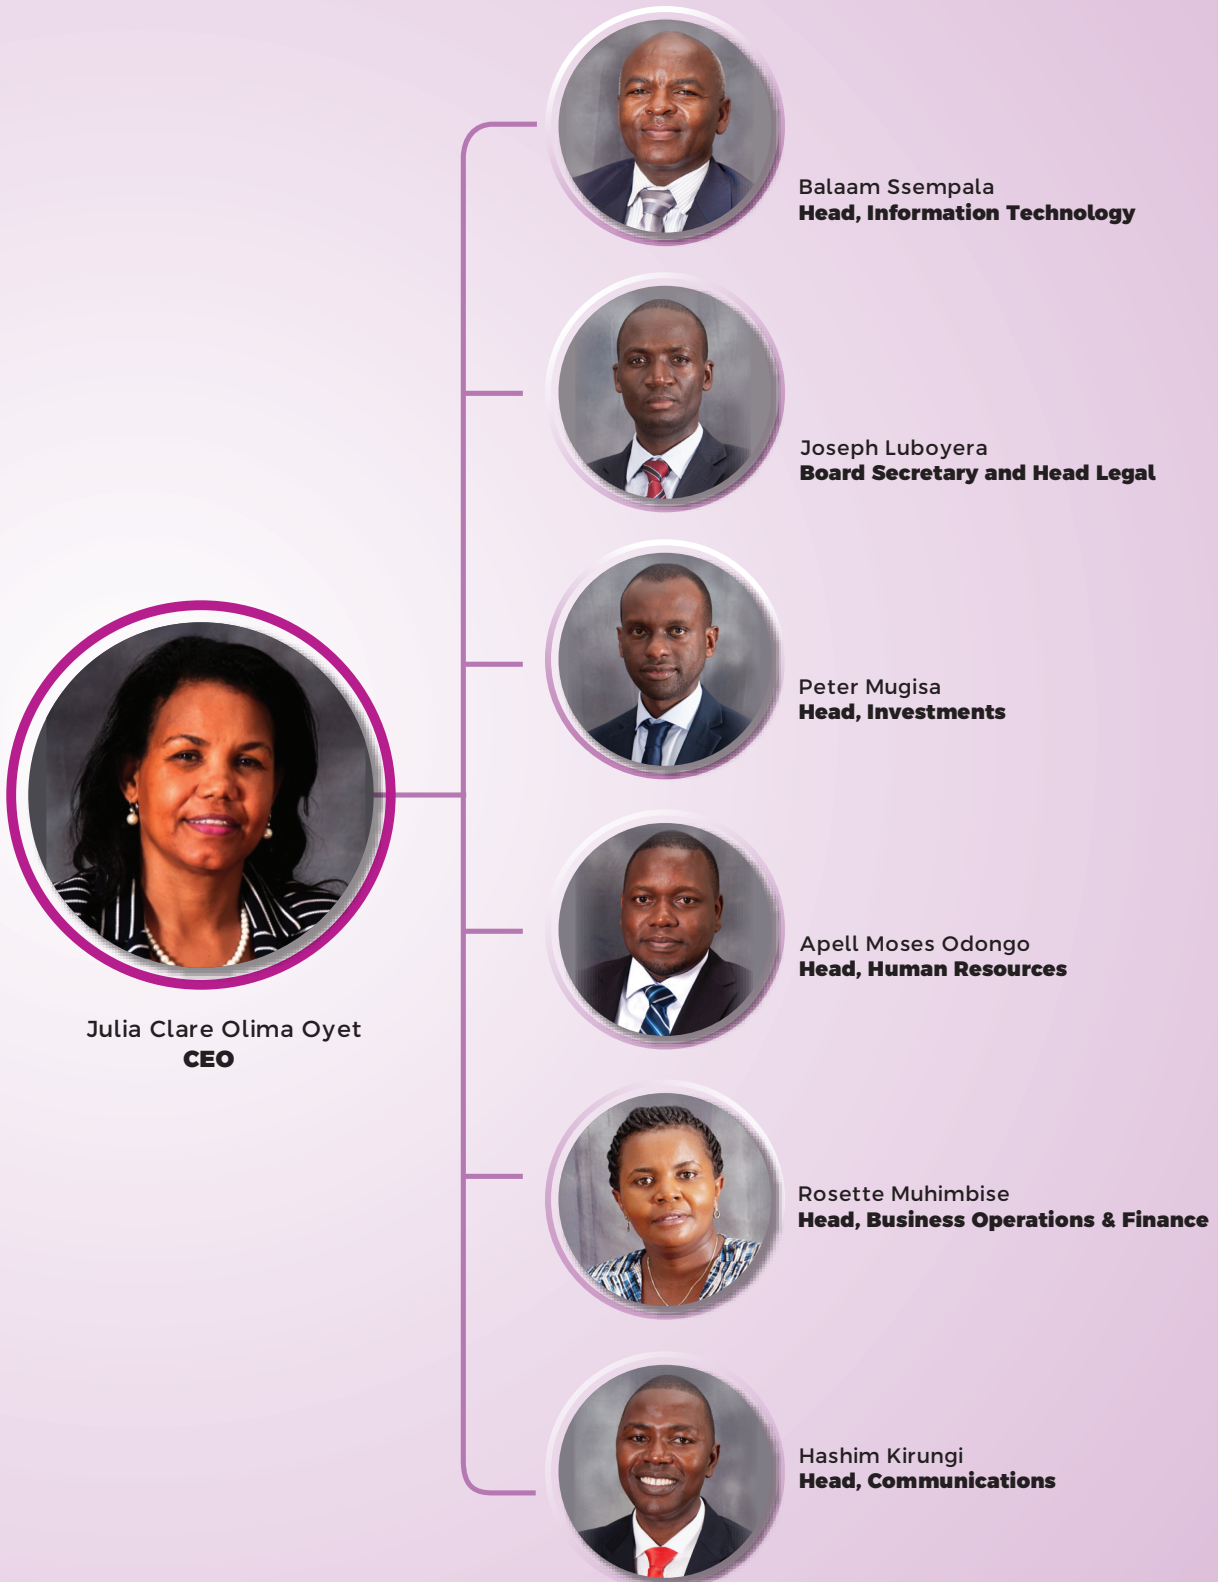 Balaam Ssempala
Head, Information Technology
Joseph Luboyera
Board Secretary and Head Legal
Peter Mugisa
Head, Investments
Julia Clare Olima Oyet
CEO
Apell Moses Odongo
Head, Human Resources
Rosette Muhimbise
Head, Business Operations & Finance
Hashim Kirungi
Head, Communications